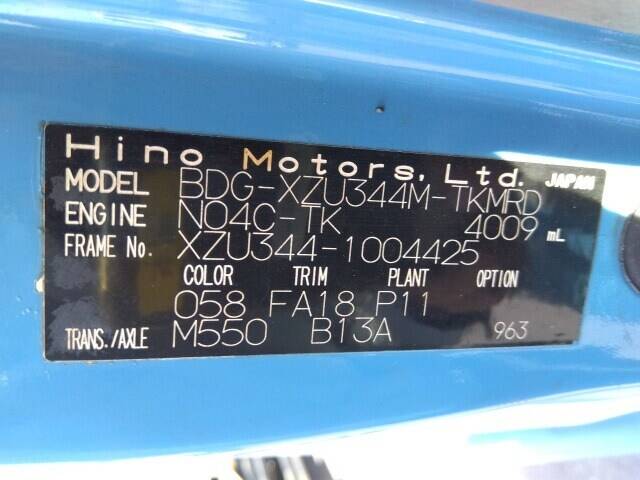 Hino Motors, Ltd. JAPAN
MODEL BDG-XZU344M-TKMRD
ENGINE N04C-TK 4009 mL
FRAME No. XZU344-1004425
COLOR TRIM PLANT OPTION
058 FA18 P11
TRANS./AXLE M550 B13A 963